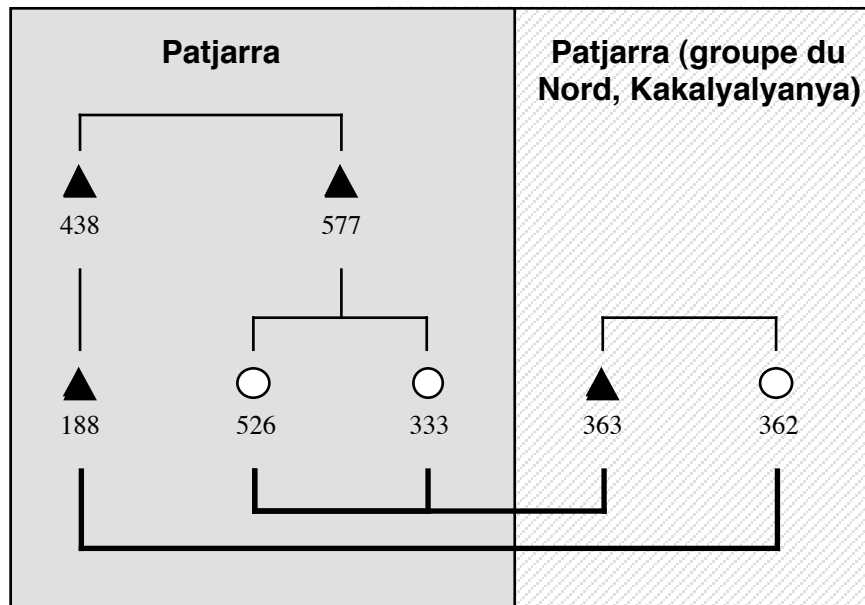 Patjarra
Patjarra (groupe du
Nord, Kakalyalyanya)
438
577
188
526
333
363
362